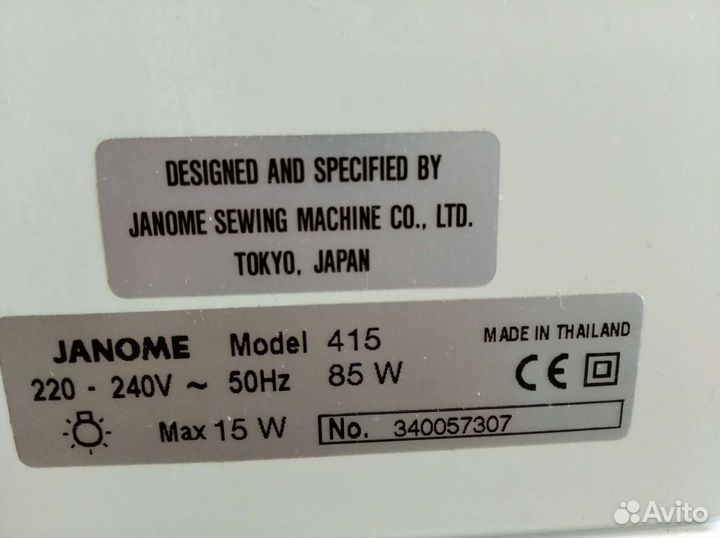 DESIGNED AND SPECIFIED BY
JANOME SEWING MACHINE CO., LTD.
TOKYO, JAPAN
JANOME Model 415 MADE IN THAILAND
220 - 240V ~ 50Hz 85 W CE
Max 15 W No. 340057307
Avito